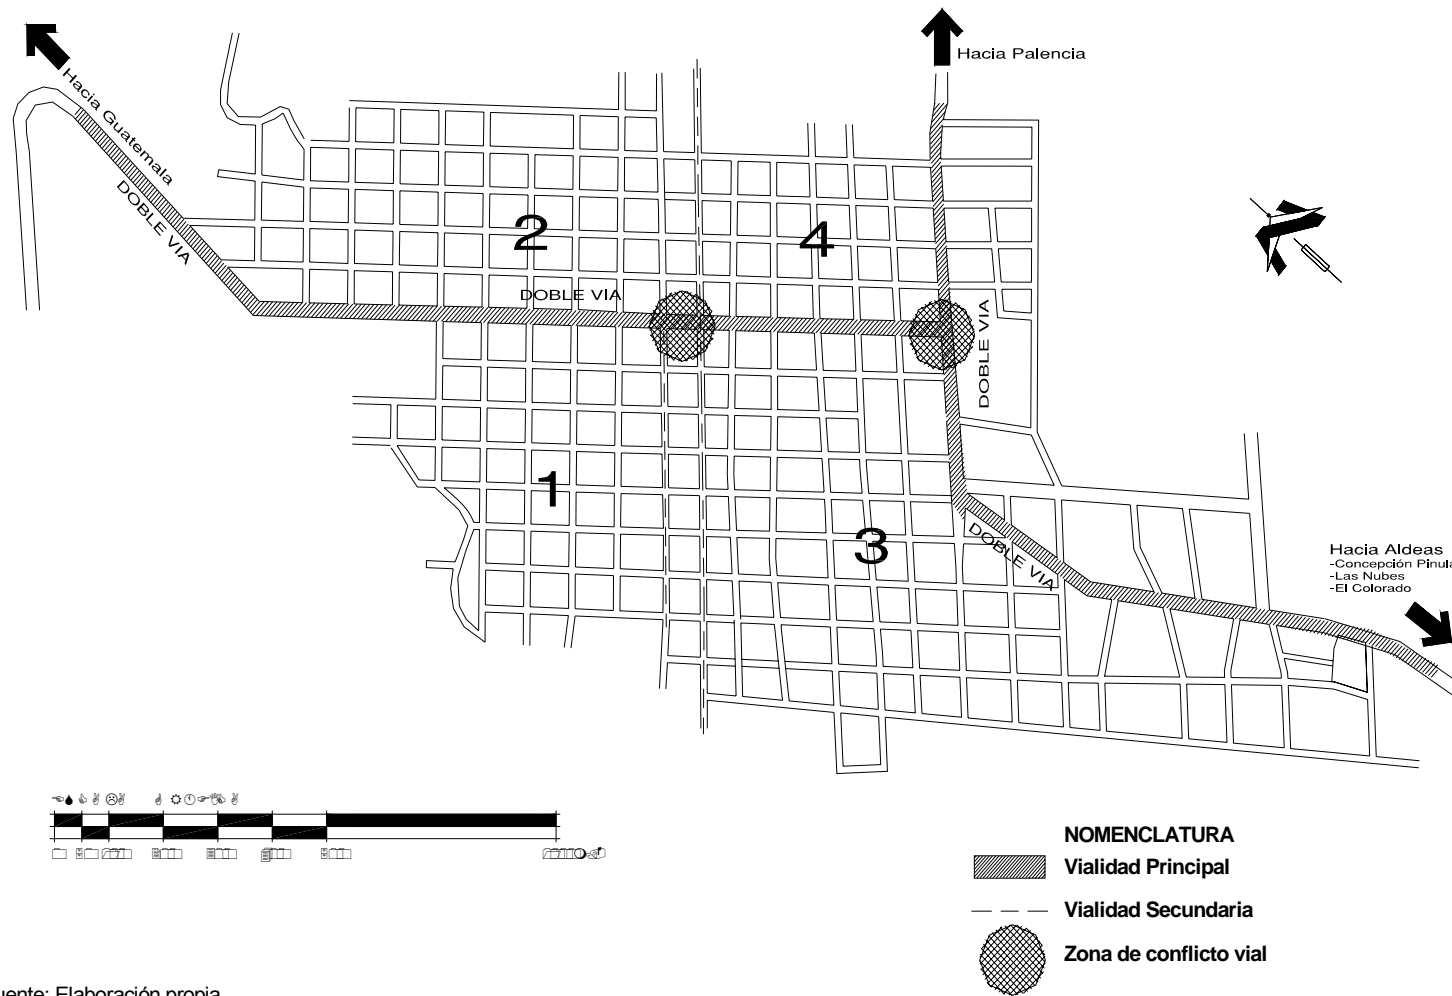 Hacia Palencia
Hacia Guatemala
DOBLE VIA
2
4
DOBLE VIA
DOBLE VIA
1
3
DOBLE VIA
Hacia Aldeas
-Concepción Pinula
-Las Nubes
-El Colorado
NOMENCLATURA
Vialidad Principal
Vialidad Secundaria
Zona de conflicto vial
uente: Elaboración propia